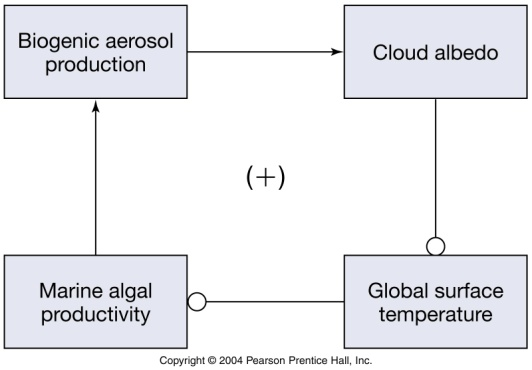 Biogenic aerosol
production
Cloud albedo
(+)
Marine algal
productivity
Global surface
temperature
Copyright © 2004 Pearson Prentice Hall, Inc.